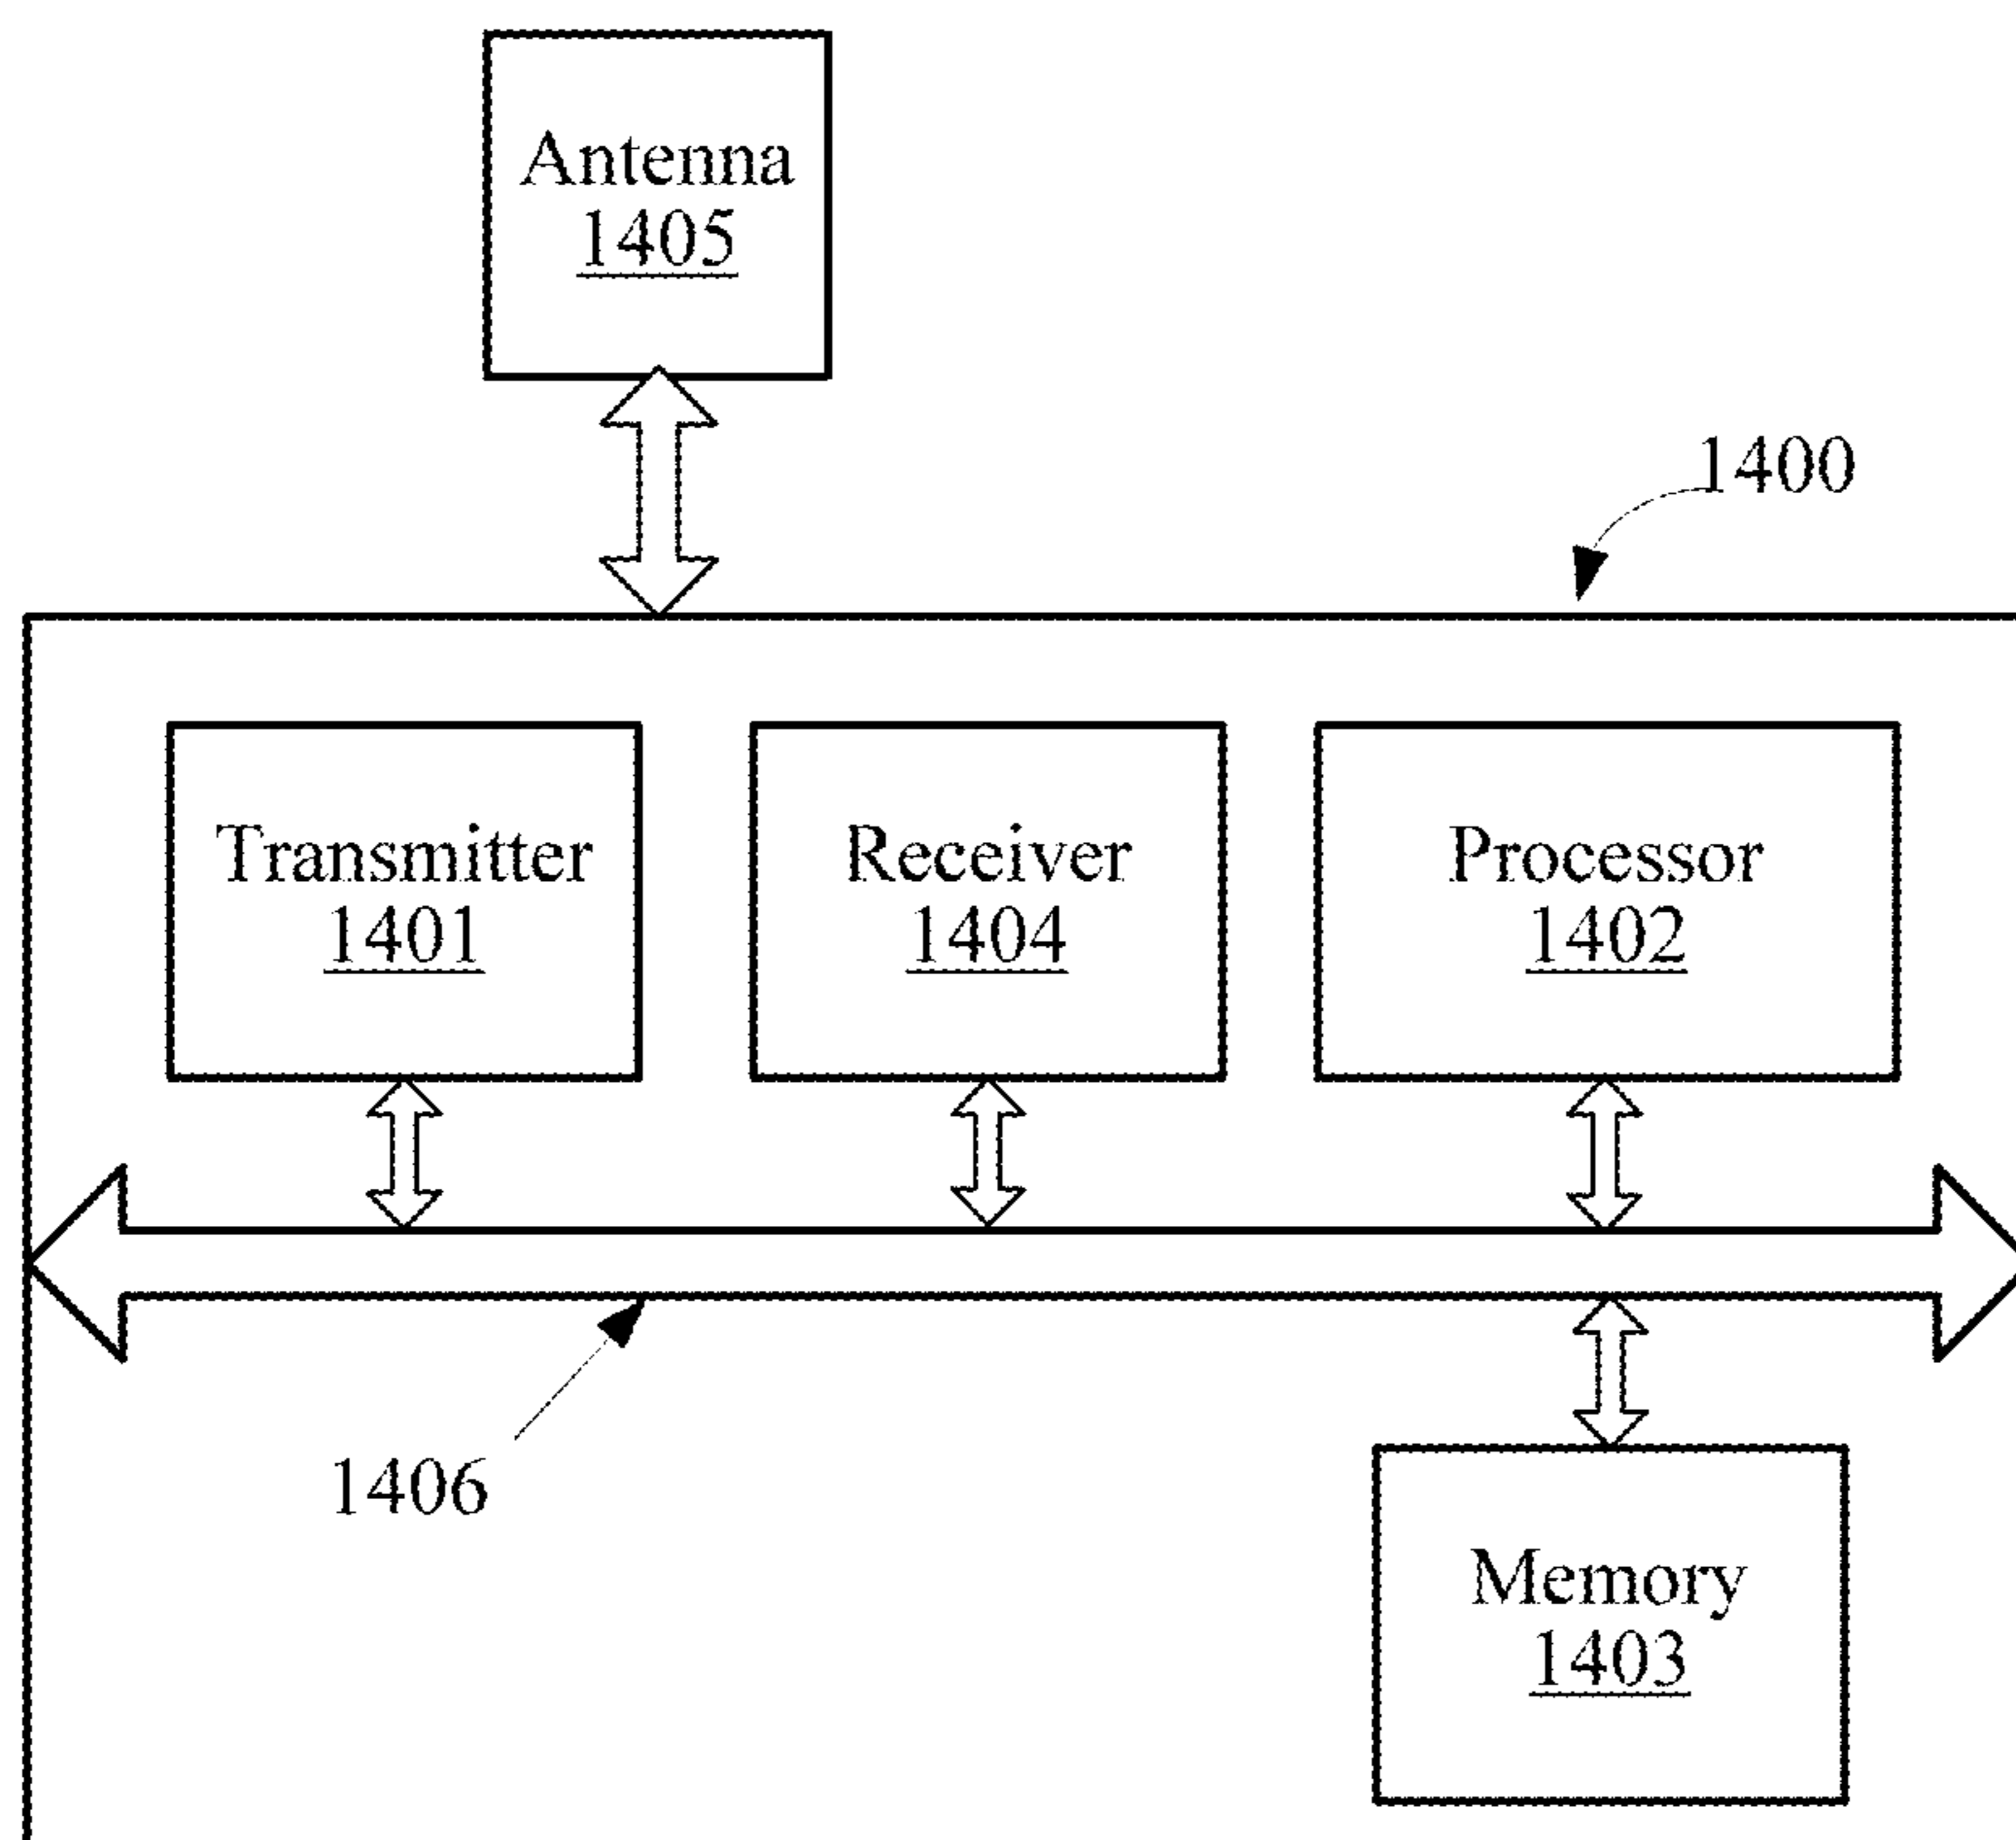 Antenna
1405
1400
Transmitter
1401
Receiver
1404
Processor
1402
1406
Memory
1403